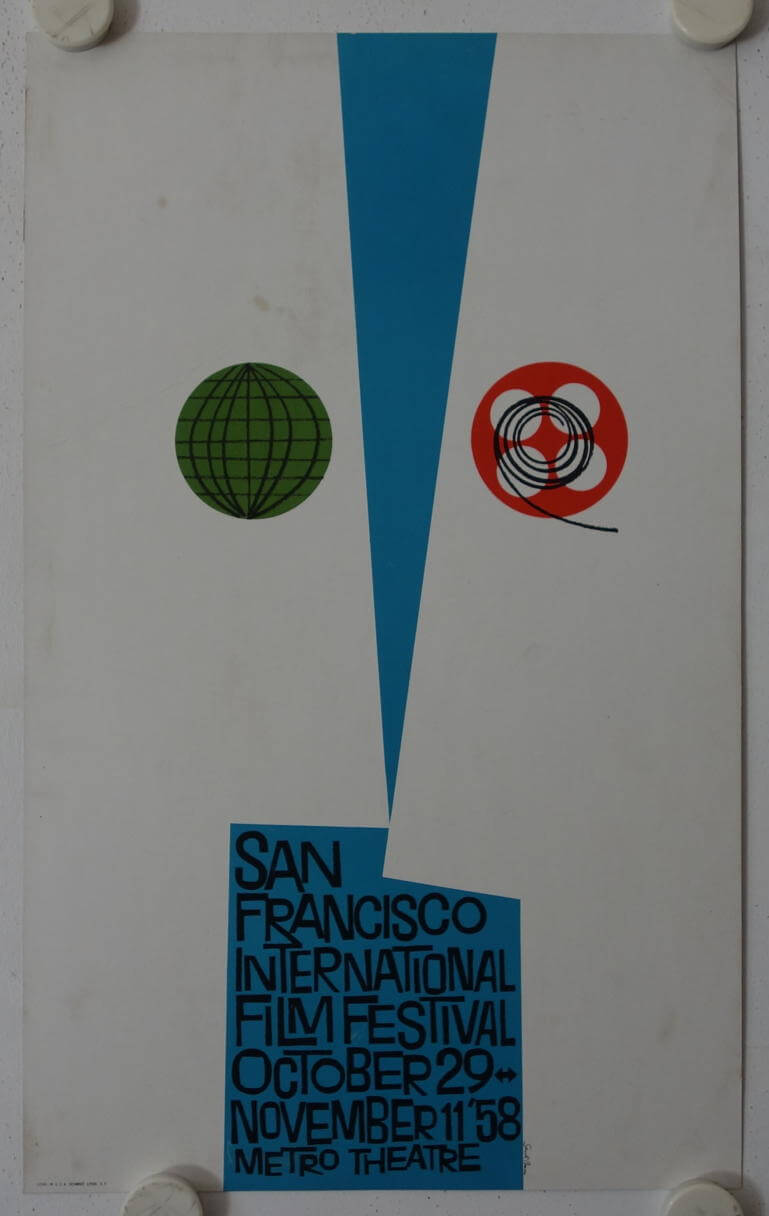 SAN
FRANCISCO
INTERNATIONAL
FILM FESTIVAL
OCTOBER 29↔
NOVEMBER 11 '58
METRO THEATRE